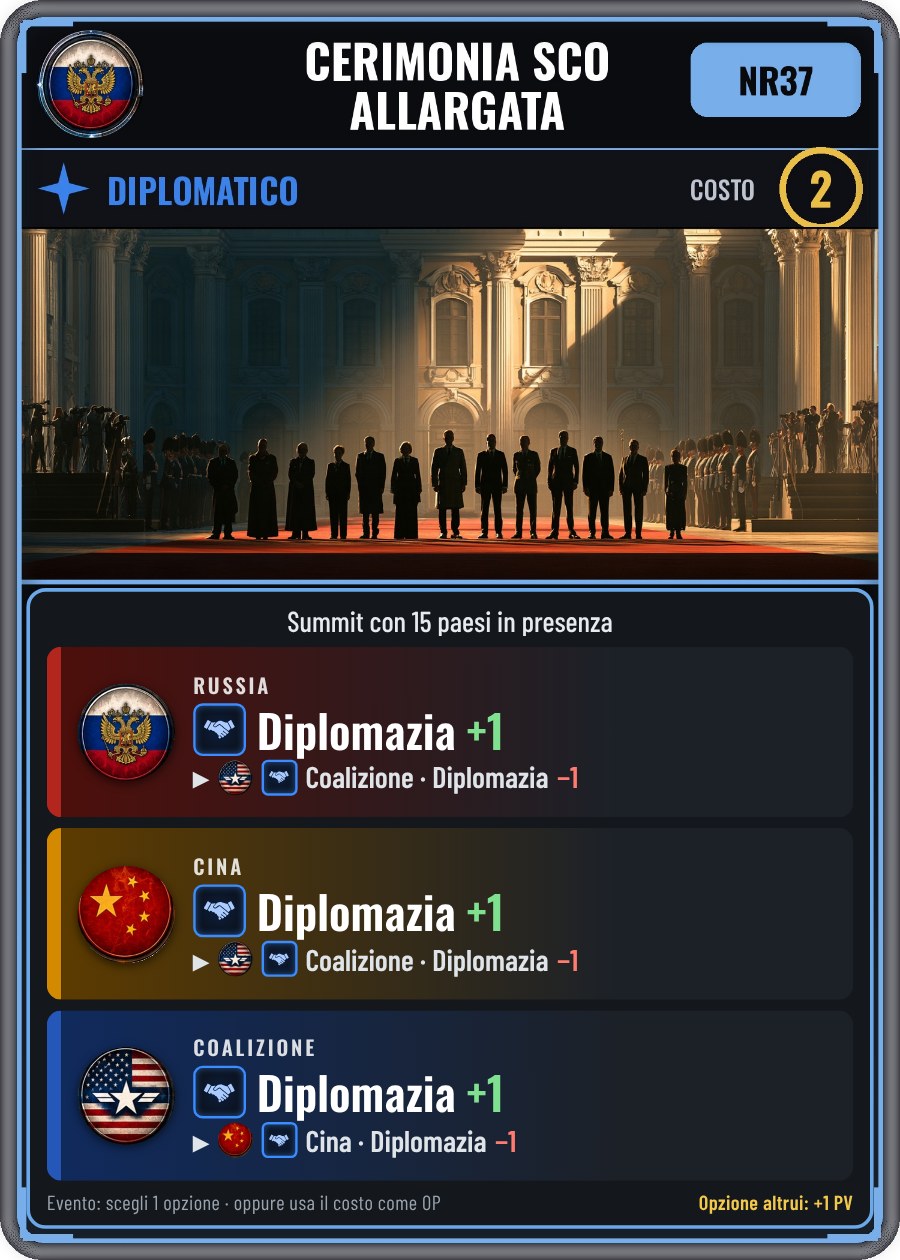 CERIMONIA SCO
ALLARGATA
NR37
DIPLOMATICO
COSTO
2
Summit con 15 paesi in presenza
RUSSIA
Diplomazia +1
▶ Coalizione · Diplomazia −1
CINA
Diplomazia +1
▶ Coalizione · Diplomazia −1
COALIZIONE
Diplomazia +1
▶ Cina · Diplomazia −1
Evento: scegli 1 opzione · oppure usa il costo come OP
Opzione altrui: +1 PV